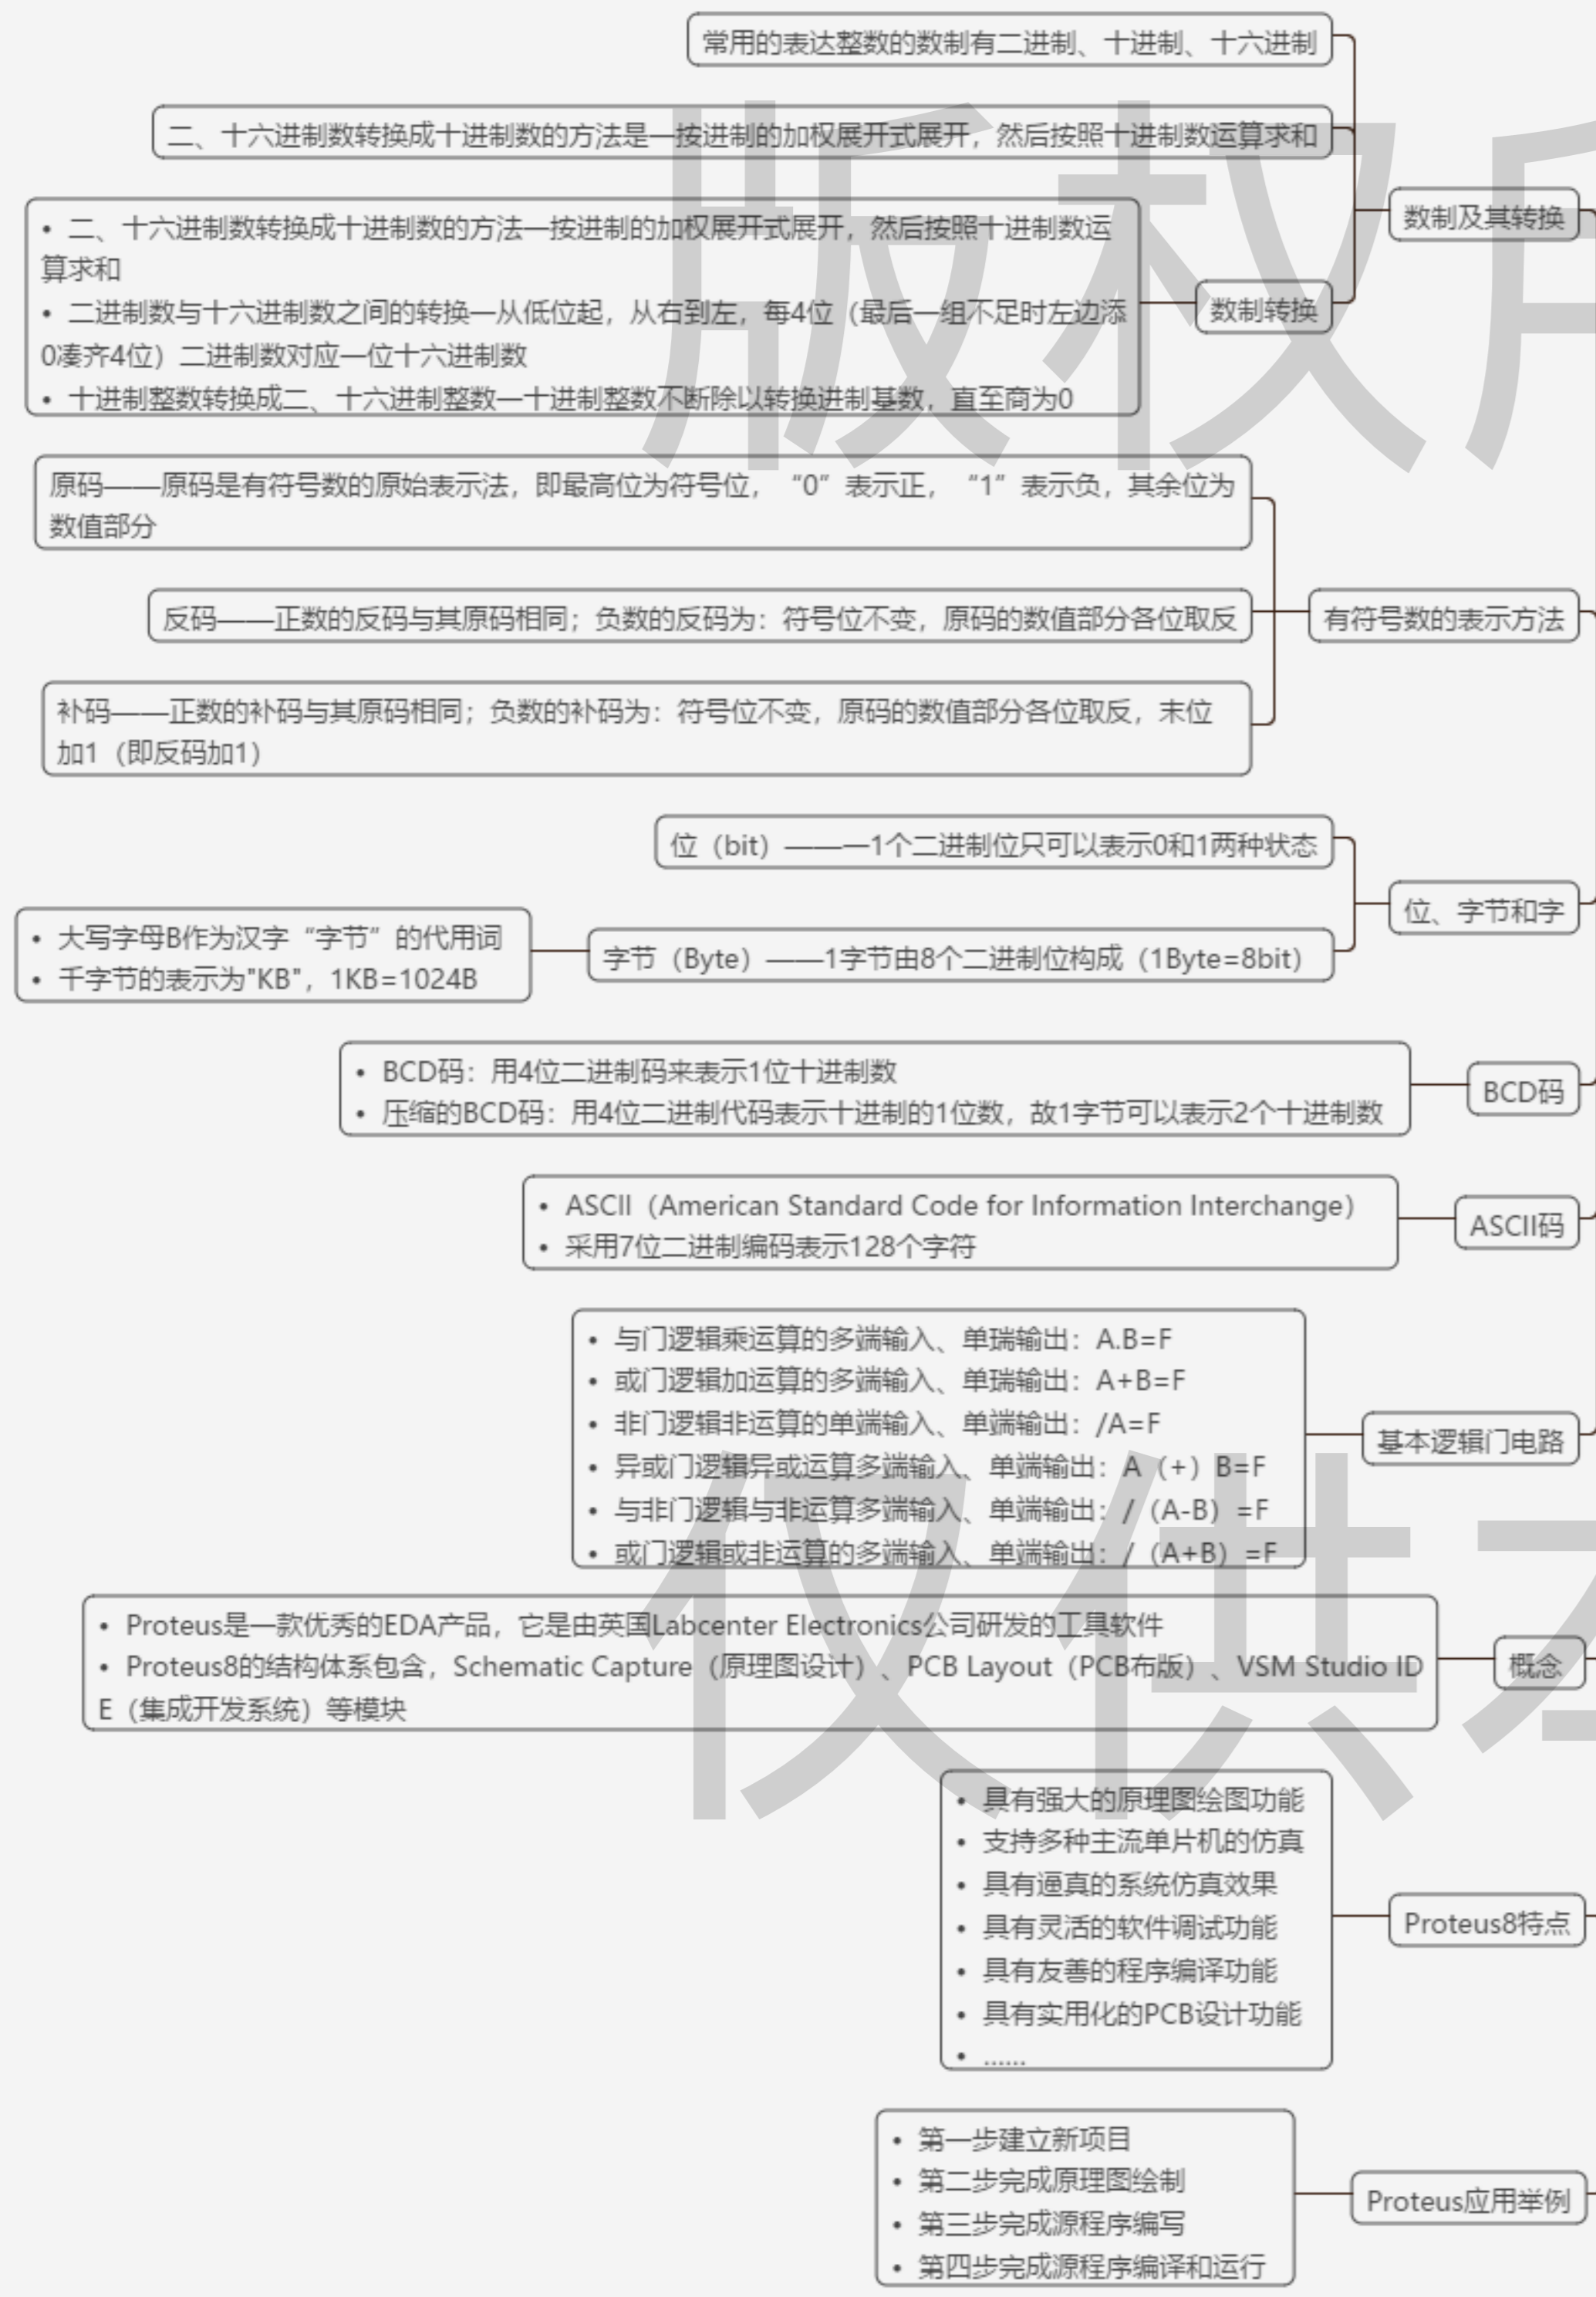 常用的表达整数的数制有二进制、十进制、十六进制
二、十六进制数转换成十进制数的方法是—按进制的加权展开式展开，然后按照十进制数运算求和
数制及其转换
• 二、十六进制数转换成十进制数的方法—按进制的加权展开式展开，然后按照十进制数运
算求和
• 二进制数与十六进制数之间的转换—从低位起，从右到左，每4位（最后一组不足时左边添
0凑齐4位）二进制数对应一位十六进制数
• 十进制整数转换成二、十六进制整数—十进制整数不断除以转换进制基数，直至商为0
数制转换
原码——原码是有符号数的原始表示法，即最高位为符号位，“0”表示正，“1”表示负，其余位为
数值部分
反码——正数的反码与其原码相同；负数的反码为：符号位不变，原码的数值部分各位取反
有符号数的表示方法
补码——正数的补码与其原码相同；负数的补码为：符号位不变，原码的数值部分各位取反，末位
加1（即反码加1）
位（bit）———1个二进制位只可以表示0和1两种状态
位、字节和字
• 大写字母B作为汉字“字节”的代用词
• 千字节的表示为"KB"，1KB=1024B
字节（Byte）——1字节由8个二进制位构成（1Byte=8bit）
• BCD码：用4位二进制码来表示1位十进制数
• 压缩的BCD码：用4位二进制代码表示十进制的1位数，故1字节可以表示2个十进制数
BCD码
• ASCII（American Standard Code for Information Interchange）
• 采用7位二进制编码表示128个字符
ASCII码
• 与门逻辑乘运算的多端输入、单瑞输出：A.B=F
• 或门逻辑加运算的多端输入、单瑞输出：A+B=F
• 非门逻辑非运算的单端输入、单端输出：/A=F
• 异或门逻辑异或运算多端输入、单端输出：A（+）B=F
• 与非门逻辑与非运算多端输入、单端输出：/（A-B）=F
• 或门逻辑或非运算的多端输入、单端输出：/（A+B）=F
基本逻辑门电路
• Proteus是一款优秀的EDA产品，它是由英国Labcenter Electronics公司研发的工具软件
• Proteus8的结构体系包含，Schematic Capture（原理图设计）、PCB Layout（PCB布版）、VSM Studio ID
E（集成开发系统）等模块
概念
• 具有强大的原理图绘图功能
• 支持多种主流单片机的仿真
• 具有逼真的系统仿真效果
• 具有灵活的软件调试功能
• 具有友善的程序编译功能
• 具有实用化的PCB设计功能
• ......
Proteus8特点
• 第一步建立新项目
• 第二步完成原理图绘制
• 第三步完成源程序编写
• 第四步完成源程序编译和运行
Proteus应用举例
版权
仅供